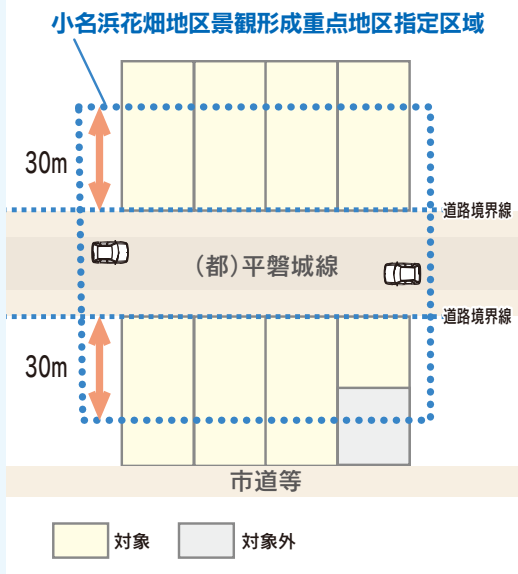 小名浜花畑地区景観形成重点地区指定区域
30m
道路境界線
(都)平磐城線
道路境界線
30m
市道等
対象
対象外